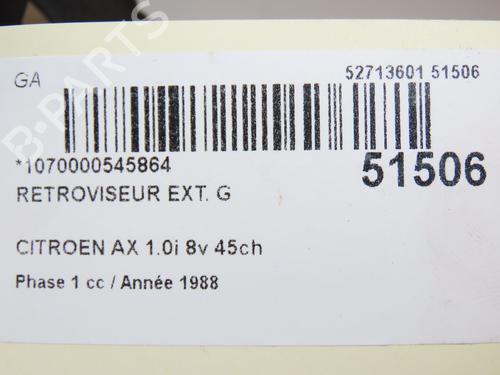 GA
52713601 51506
*1070000545864
51506
RETROVISEUR EXT. G
CITROEN AX 1.0i 8v 45ch
Phase 1 cc / Année 1988
B-PARTS